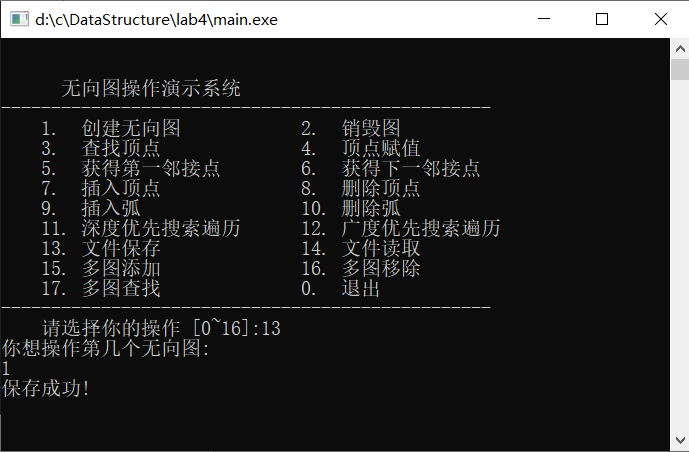 d:\c\DataStructure\lab4\main.exe
无向图操作演示系统
-------------------------------------------------
1. 创建无向图 2. 销毁图
3. 查找顶点 4. 顶点赋值
5. 获得第一邻接点 6. 获得下一邻接点
7. 插入顶点 8. 删除顶点
9. 插入弧 10. 删除弧
11. 深度优先搜索遍历 12. 广度优先搜索遍历
13. 文件保存 14. 文件读取
15. 多图添加 16. 多图移除
17. 多图查找 0. 退出
-------------------------------------------------
请选择你的操作 [0~16]:13
你想操作第几个无向图:
1
保存成功!